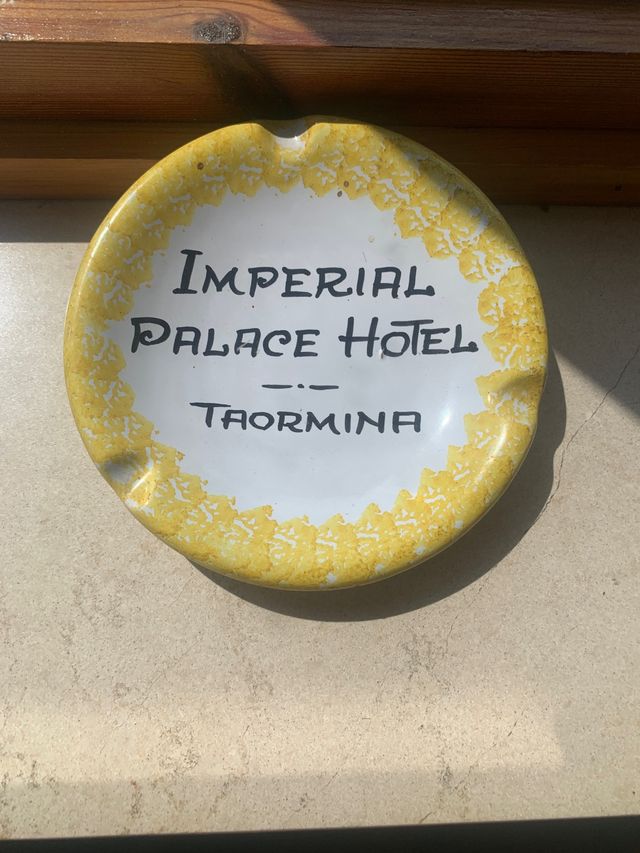 IMPERIAL
PALACE HOTEL
—·—
TAORMINA